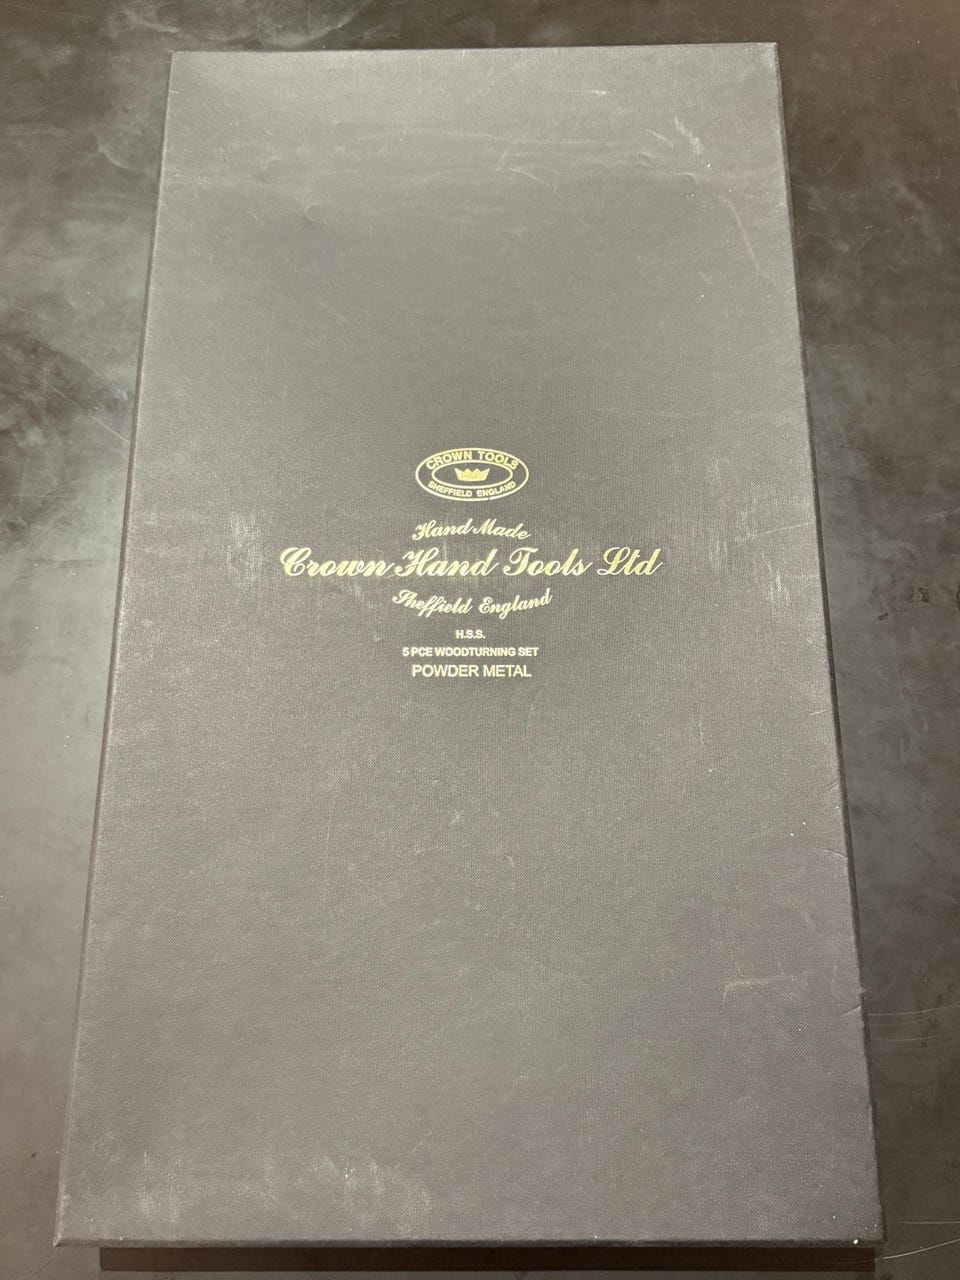 CROWN TOOLS
SHEFFIELD ENGLAND
Hand Made
Crown Hand Tools Ltd
Sheffield England
H.S.S.
5 PCE WOODTURNING SET
POWDER METAL